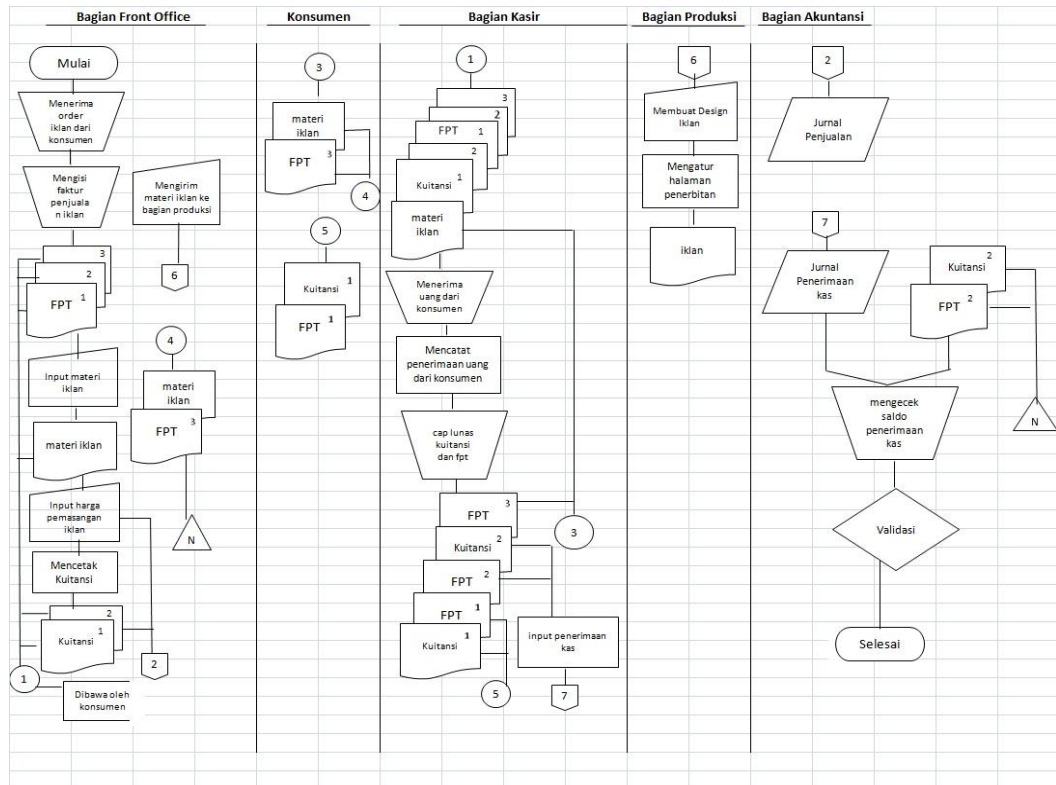 Bagian Front Office
Mulai
Menerima
order
iklan dari
konsumen
Mengisi
faktur
penjuala
n iklan
3
2
FPT 1
Input materi
iklan
materi iklan
Input harga
pemasangan
iklan
Mencetak
Kuitansi
2
Kuitansi 1
1
Dibawa oleh
konsumen
2
Mengirim
materi iklan ke
bagian produksi
6
4
materi
iklan
FPT 3
N
Konsumen
3
materi
iklan
FPT 3
4
5
Kuitansi 1
FPT 1
Bagian Kasir
1
3
2
FPT 1
2
Kuitansi 1
materi
iklan
Menerima
uang dari
konsumen
Mencatat
penerimaan uang
dari konsumen
cap lunas
kuitansi
dan fpt
FPT 3
Kuitansi 2
FPT 2
FPT 1
Kuitansi 1
3
5
input penerimaan
kas
7
Bagian Produksi
6
Membuat Design
Iklan
Mengatur
halaman
penerbitan
iklan
Bagian Akuntansi
2
Jurnal
Penjualan
7
Jurnal
Penerimaan
kas
Kuitansi 2
FPT 2
N
mengecek
saldo
penerimaan
kas
Validasi
Selesai